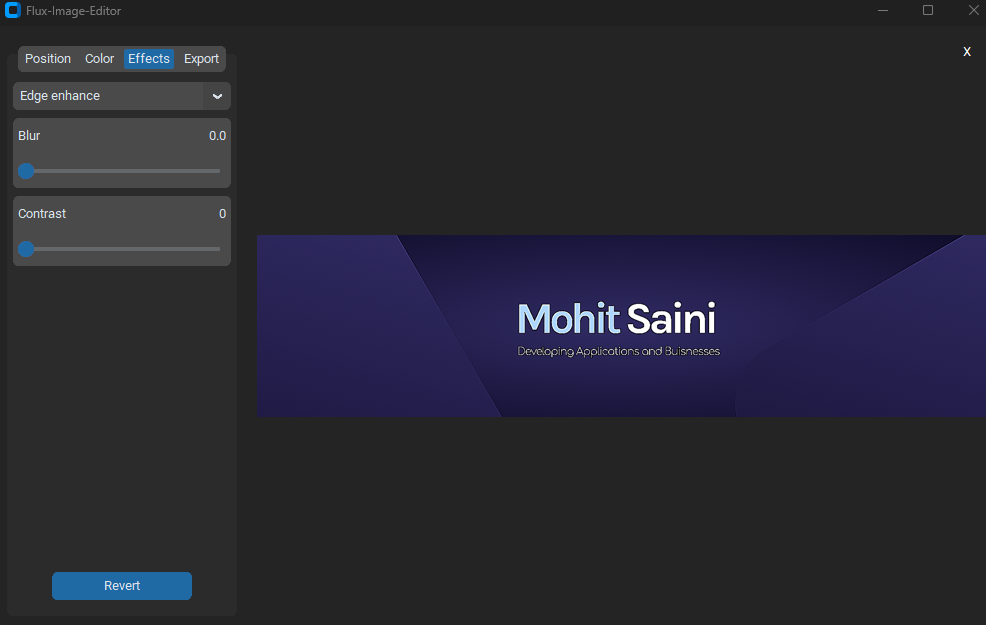 Flux-Image-Editor
Position Color Effects Export
X
Edge enhance
Blur 0.0
Contrast 0
Mohit Saini
Developing Applications and Buisnesses
Revert